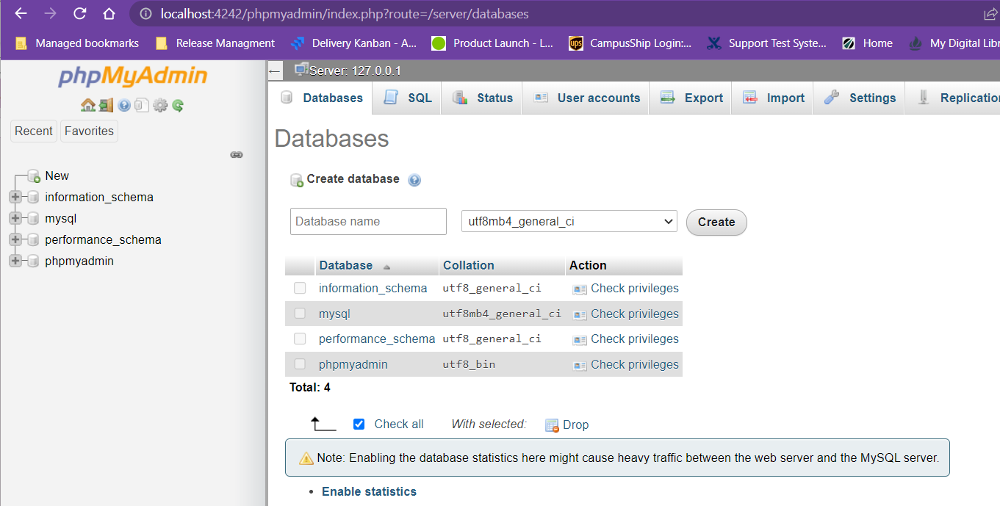 localhost:4242/phpmyadmin/index.php?route=/server/databases
Managed bookmarks Release Managment Delivery Kanban - A... Product Launch - L... CampusShip Login:... Support Test Syste... Home My Digital Libr
phpMyAdmin
Recent Favorites
New
information_schema
mysql
performance_schema
phpmyadmin
Server: 127.0.0.1
Databases SQL Status User accounts Export Import Settings Replication
Databases
Create database
Database name utf8mb4_general_ci Create
Database Collation Action
information_schema utf8_general_ci Check privileges
mysql utf8mb4_general_ci Check privileges
performance_schema utf8_general_ci Check privileges
phpmyadmin utf8_bin Check privileges
Total: 4
Check all With selected: Drop
Note: Enabling the database statistics here might cause heavy traffic between the web server and the MySQL server.
• Enable statistics